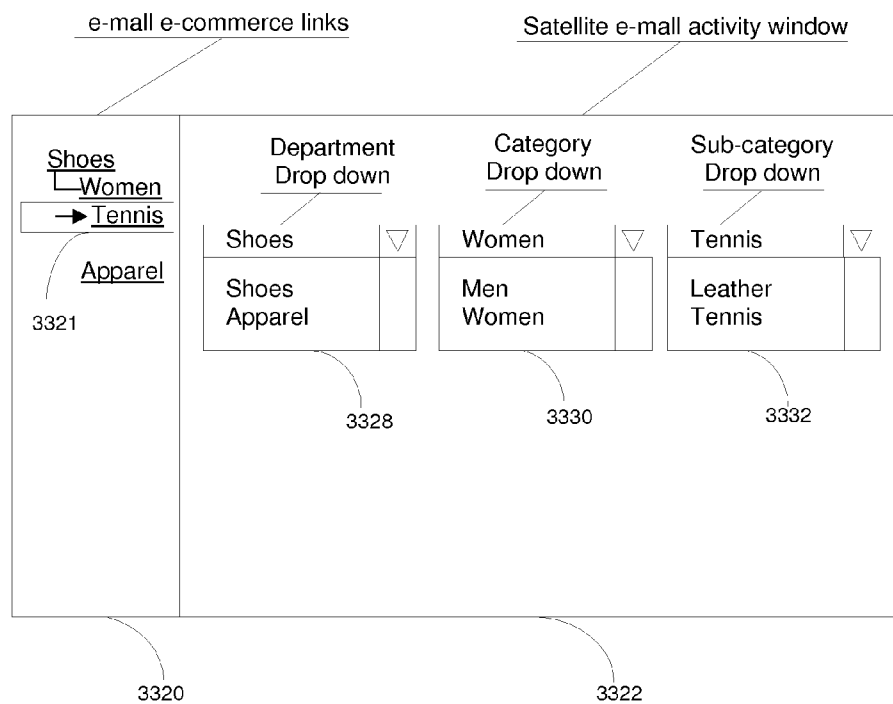 e-mall e-commerce links
Satellite e-mall activity window
Shoes
Women
Tennis
Apparel
3321
Department
Drop down
Shoes
Shoes
Apparel
3328
Category
Drop down
Women
Men
Women
3330
Sub-category
Drop down
Tennis
Leather
Tennis
3332
3320
3322